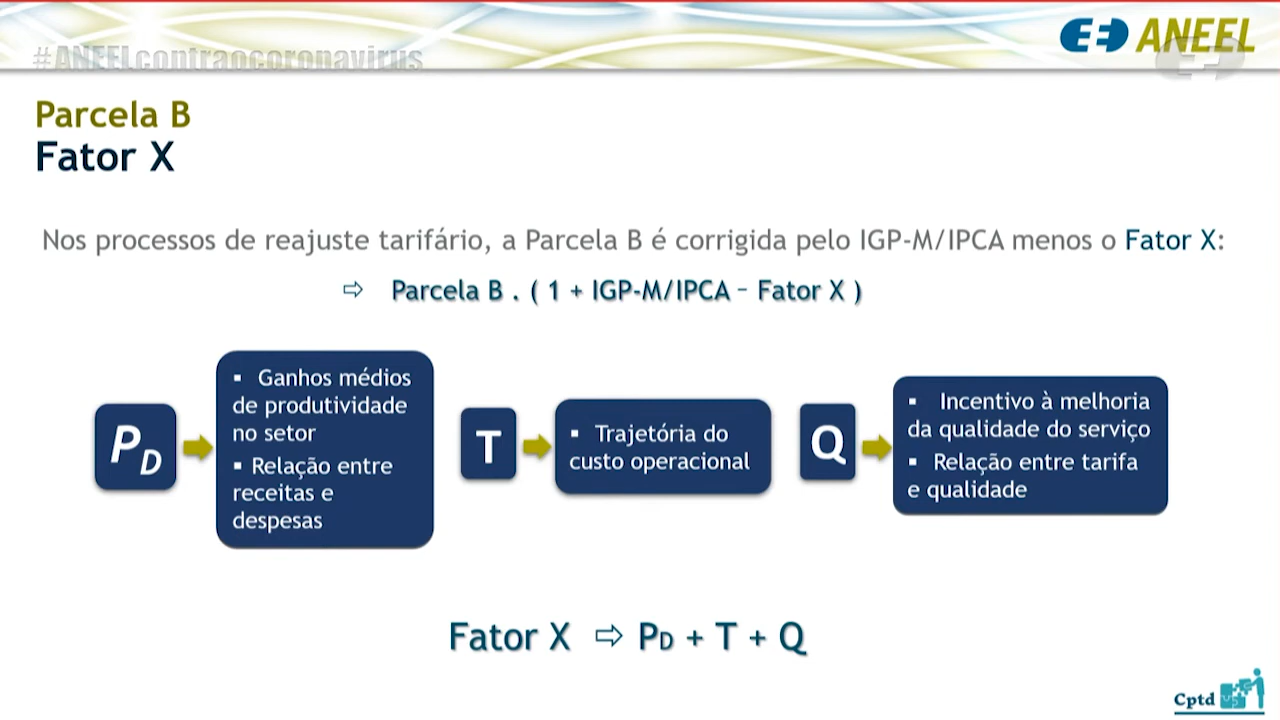 #ANEELcontraocoronavirus
ANEEL
Parcela B
Fator X
Nos processos de reajuste tarifário, a Parcela B é corrigida pelo IGP-M/IPCA menos o Fator X:
⇨ Parcela B . ( 1 + IGP-M/IPCA – Fator X )
PD
▪ Ganhos médios
de produtividade
no setor
▪ Relação entre
receitas e
despesas
T
▪ Trajetória do
custo operacional
Q
▪ Incentivo à melhoria
da qualidade do serviço
▪ Relação entre tarifa
e qualidade
Fator X ⇨ PD + T + Q
Cptd